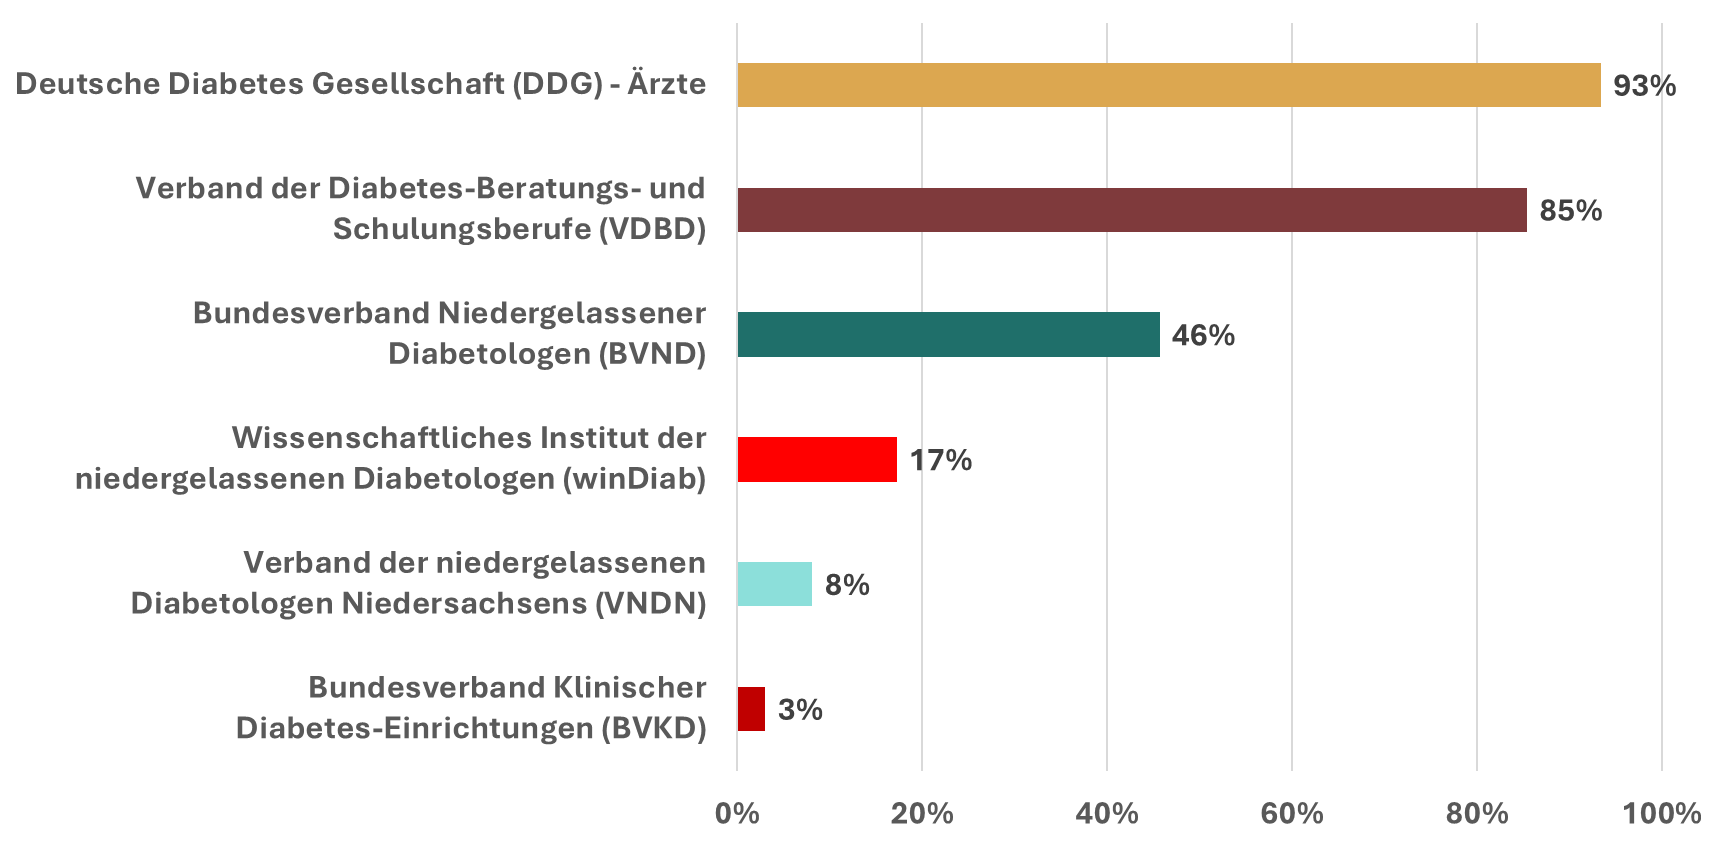 Deutsche Diabetes Gesellschaft (DDG) - Ärzte
93%
Verband der Diabetes-Beratungs- und
Schulungsberufe (VDBD)
85%
Bundesverband Niedergelassener
Diabetologen (BVND)
46%
Wissenschaftliches Institut der
niedergelassenen Diabetologen (winDiab)
17%
Verband der niedergelassenen
Diabetologen Niedersachsens (VNDN)
8%
Bundesverband Klinischer
Diabetes-Einrichtungen (BVKD)
3%
0% 20% 40% 60% 80% 100%